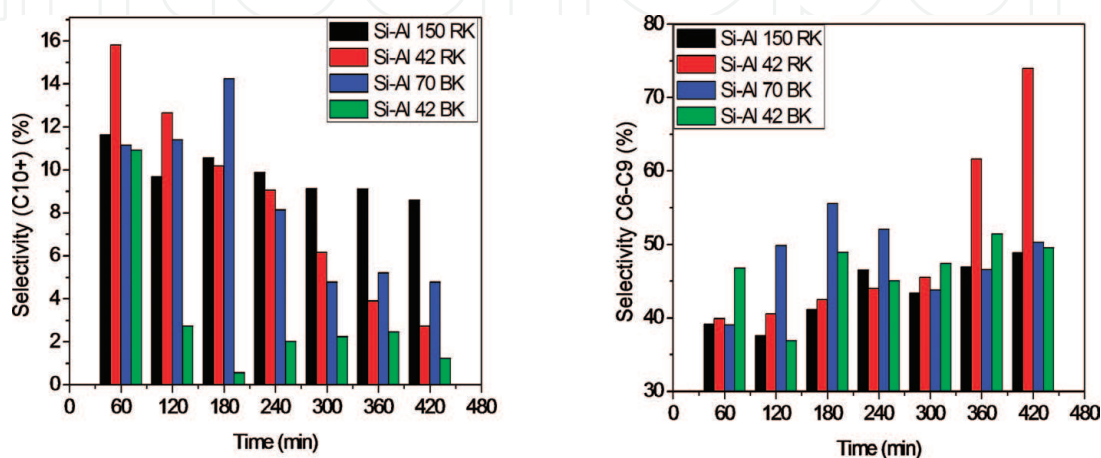 16
14
12
10
8
6
4
2
0
Selectivity (C10+) (%)
Si-Al 150 RK
Si-Al 42 RK
Si-Al 70 BK
Si-Al 42 BK
0 60 120 180 240 300 360 420 480
Time (min)
80
70
60
50
40
30
Selectivity C6-C9 (%)
Si-Al 150 RK
Si-Al 42 RK
Si-Al 70 BK
Si-Al 42 BK
0 60 120 180 240 300 360 420 480
Time (min)